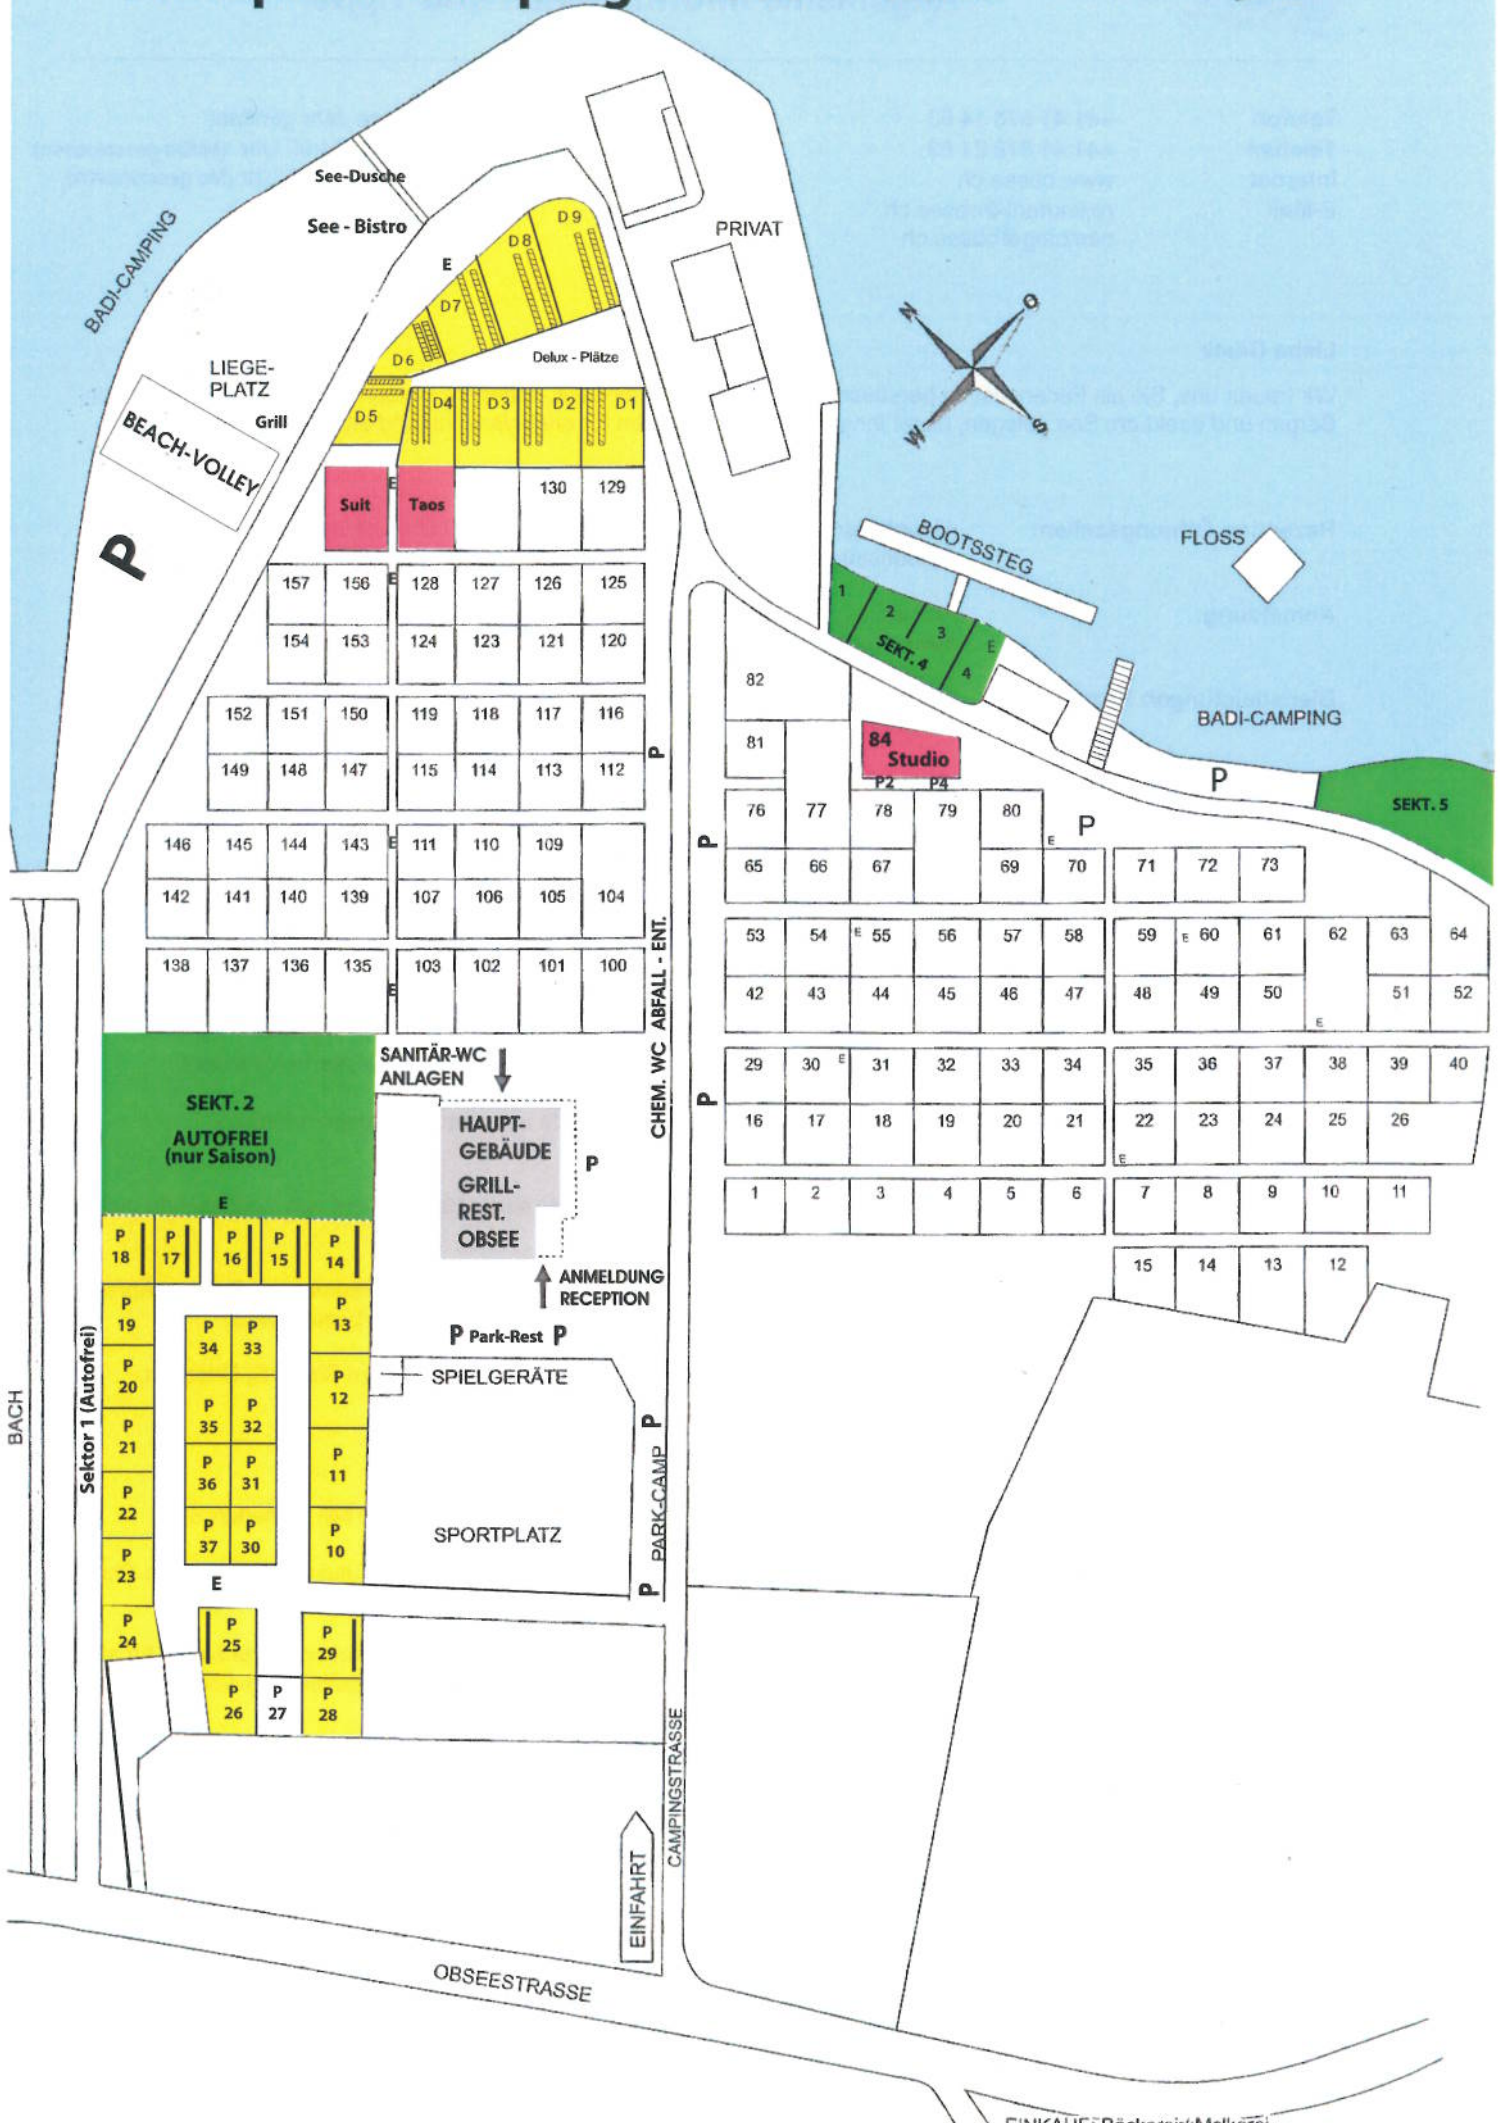 See-Dusche
See - Bistro
BADI-CAMPING
E
D 9
D 8
D 7
D 6
D 5
Delux - Plätze
D 4
D 3
D 2
D 1
PRIVAT
N
O
W
S
LIEGE-
PLATZ
Grill
BEACH-VOLLEY
P
Suit
E
Taos
130
129
BOOTSSTEG
FLOSS
157
156
E
128
127
126
125
154
153
124
123
121
120
1
2
3
E
4
SEKT. 4
152
151
150
119
118
117
116
149
148
147
115
114
113
112
P
82
81
84
Studio
P2
P4
BADI-CAMPING
P
SEKT. 5
146
145
144
143
E
111
110
109
142
141
140
139
107
106
105
104
138
137
136
135
E
103
102
101
100
P
76
77
78
79
80
E
P
65
66
67
69
70
71
72
73
53
54
E
55
56
57
58
59
E
60
61
62
63
64
42
43
44
45
46
47
48
49
50
E
51
52
29
30
E
31
32
33
34
35
36
37
38
39
40
16
17
18
19
20
21
22
E
23
24
25
26
1
2
3
4
5
6
7
8
9
10
11
15
14
13
12
CHEM. WC ABFALL - ENT.
P
SEKT. 2
AUTOFREI
(nur Saison)
E
SANITÄR-WC
ANLAGEN
HAUPT-
GEBÄUDE
GRILL-
REST.
OBSEE
P
ANMELDUNG
RECEPTION
P Park-Rest P
SPIELGERÄTE
SPORTPLATZ
P
18
P
17
P
16
P
15
P
14
P
19
P
13
P
34
P
33
P
20
P
12
P
35
P
32
P
21
P
11
P
36
P
31
P
22
P
10
P
37
P
30
P
23
E
P
24
P
25
P
29
P
26
P
27
P
28
BACH
Sektor 1 (Autofrei)
P PARK-CAMP P
CAMPINGSTRASSE
EINFAHRT
OBSEESTRASSE